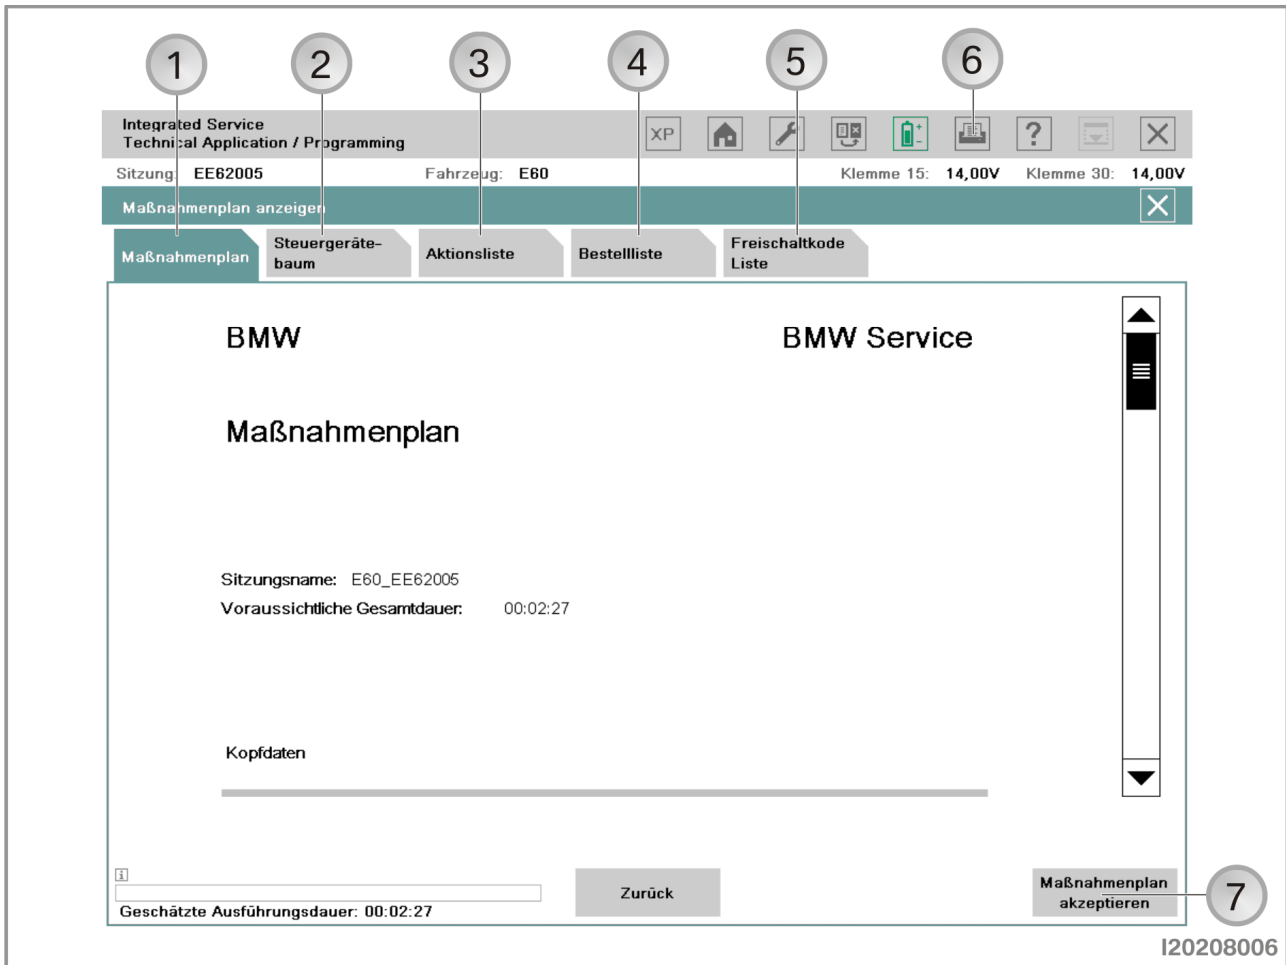 1 2 3 4 5 6
Integrated Service
Technical Application / Programming
XP ?
Sitzung: EE62005 Fahrzeug: E60 Klemme 15: 14,00V Klemme 30: 14,00V
Maßnahmenplan anzeigen
Maßnahmenplan
Steuergeräte-
baum
Aktionsliste
Bestellliste
Freischaltkode
Liste
BMW BMW Service
Maßnahmenplan
Sitzungsname: E60_EE62005
Voraussichtliche Gesamtdauer: 00:02:27
Kopfdaten
i
Geschätzte Ausführungsdauer: 00:02:27
Zurück
Maßnahmenplan
akzeptieren
7
I20208006